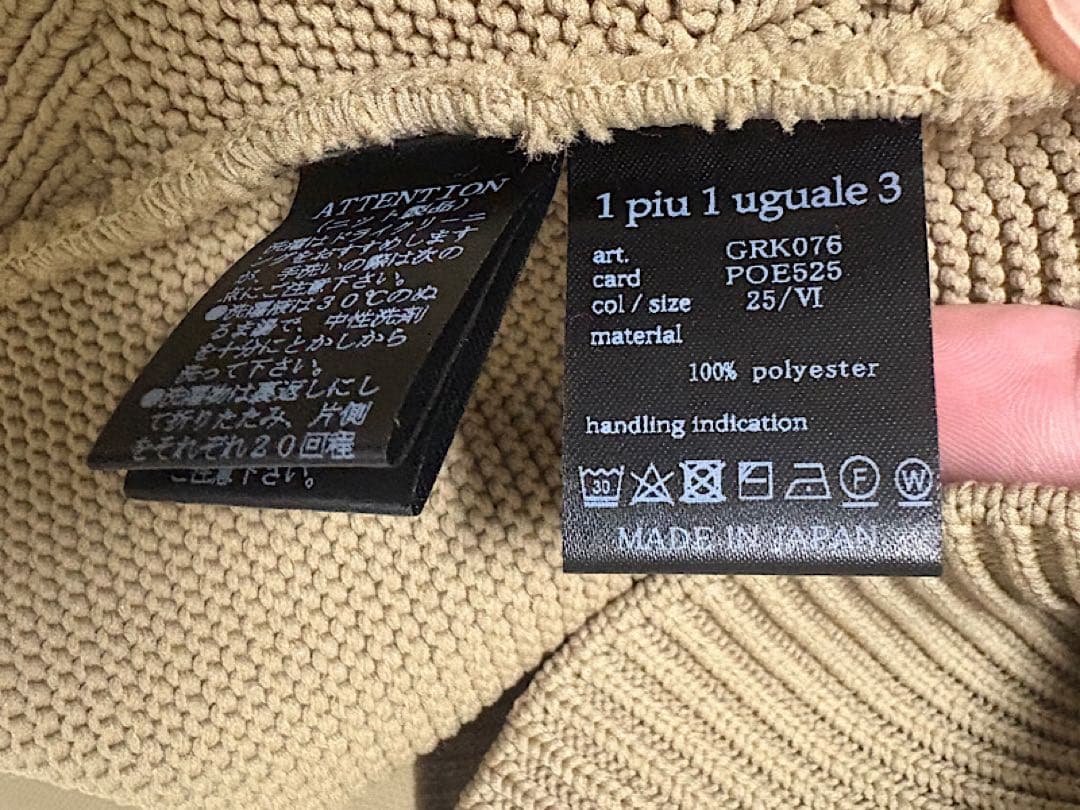 ATTENTION
(ニット製品)
洗濯はドライクリーニ
ングをおすすめします
が、手洗いの際は次の
点にご注意下さい。
●洗濯液は30℃のぬ
るま湯で、中性洗剤
を十分にとかしから
洗って下さい。
●洗濯物は裏返しにし
て折りたたみ、片側
をそれぞれ20回程
ご注意下さい。
1 piu 1 uguale 3
art. GRK076
card POE525
col / size 25/VI
material
100% polyester
handling indication
30 F W
MADE IN JAPAN